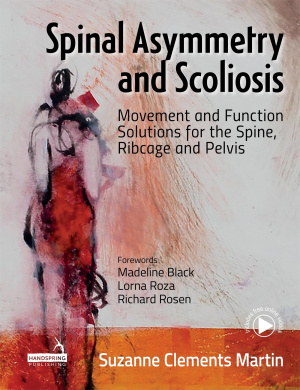 Spinal Asymmetry
and Scoliosis
Movement and Function
Solutions for the Spine,
Ribcage and Pelvis
Forewords:
Madeline Black
Lorna Roza
Richard Rosen
HANDSPRING
PUBLISHING
Suzanne Clements Martin